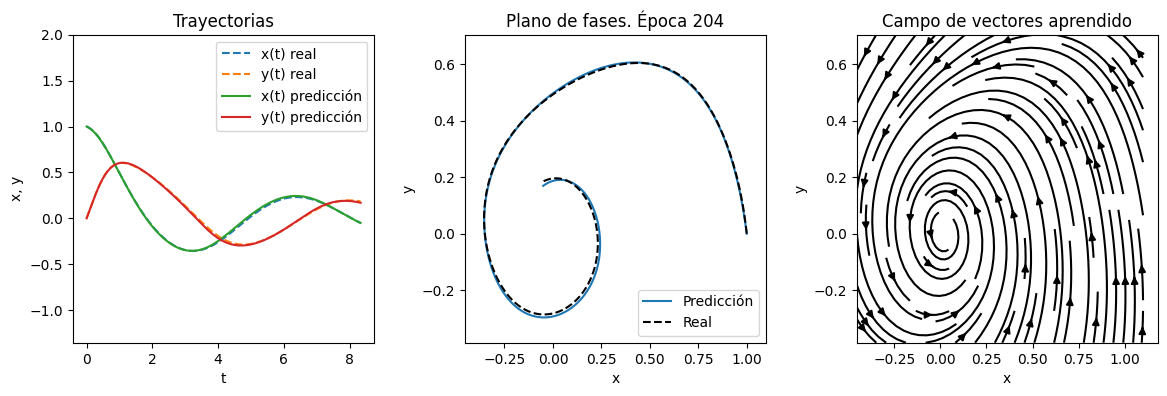 Trayectorias
2.0
1.5
1.0
0.5
0.0
−0.5
−1.0
x, y
0 2 4 6 8
t
x(t) real
y(t) real
x(t) predicción
y(t) predicción
Plano de fases. Época 204
0.6
0.4
0.2
0.0
−0.2
y
−0.25 0.00 0.25 0.50 0.75 1.00
x
Predicción
Real
Campo de vectores aprendido
0.6
0.4
0.2
0.0
−0.2
y
−0.25 0.00 0.25 0.50 0.75 1.00
x